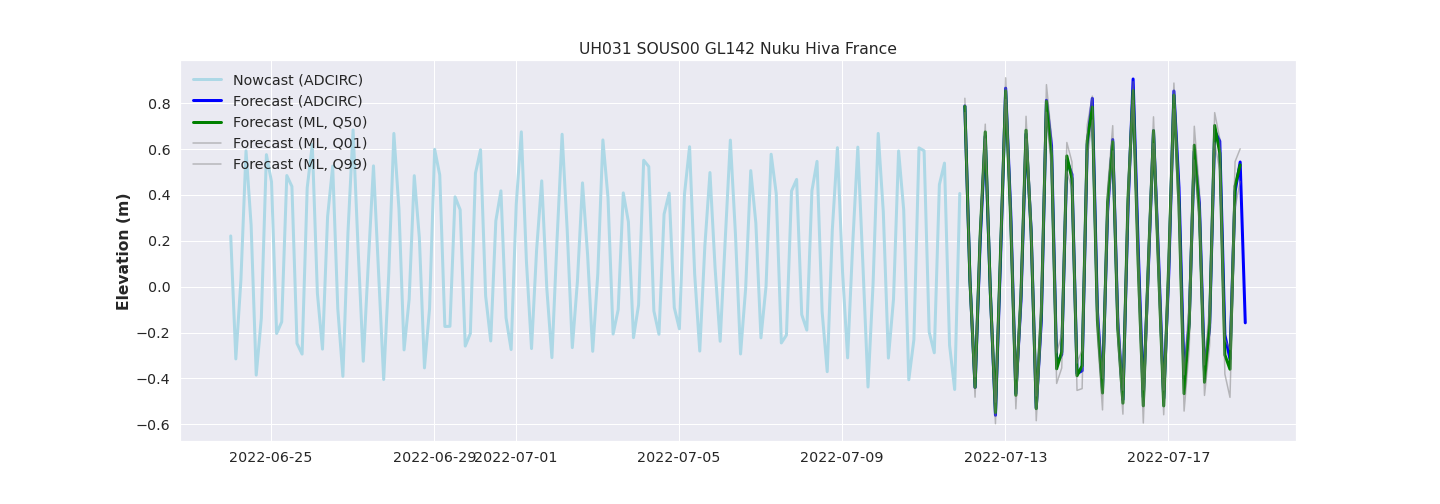 UH031 SOUS00 GL142 Nuku Hiva France
Nowcast (ADCIRC)
Forecast (ADCIRC)
Forecast (ML, Q50)
Forecast (ML, Q01)
Forecast (ML, Q99)
Elevation (m)
0.8
0.6
0.4
0.2
0.0
−0.2
−0.4
−0.6
2022-06-25 2022-06-29 2022-07-01 2022-07-05 2022-07-09 2022-07-13 2022-07-17